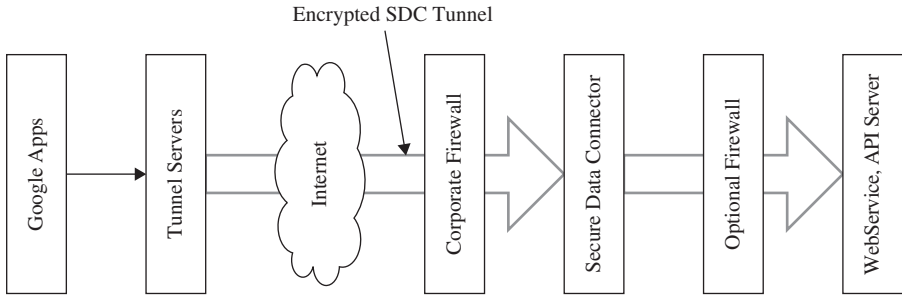 Encrypted SDC Tunnel
Google Apps
Tunnel Servers
Internet
Corporate Firewall
Secure Data Connector
Optional Firewall
WebService, API Server